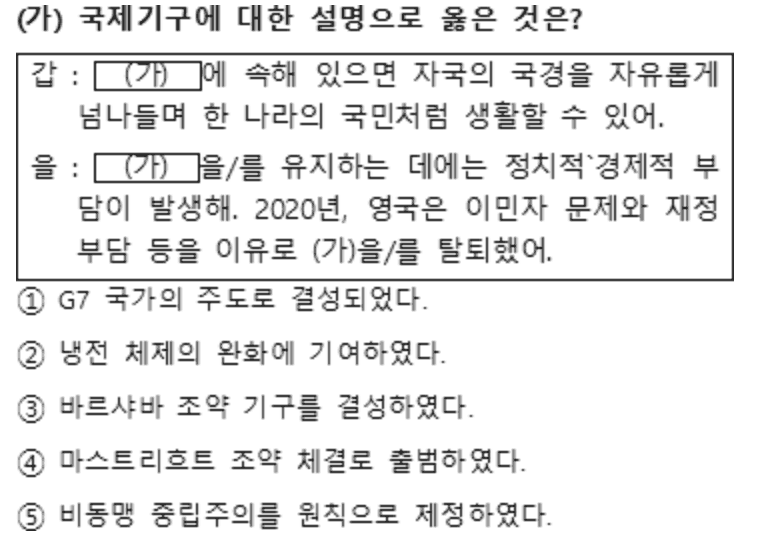 (가) 국제기구에 대한 설명으로 옳은 것은?
갑 : (가) 에 속해 있으면 자국의 국경을 자유롭게
넘나들며 한 나라의 국민처럼 생활할 수 있어.
을 : (가) 을/를 유지하는 데에는 정치적`경제적 부
담이 발생해. 2020년, 영국은 이민자 문제와 재정
부담 등을 이유로 (가)을/를 탈퇴했어.
① G7 국가의 주도로 결성되었다.
② 냉전 체제의 완화에 기여하였다.
③ 바르샤바 조약 기구를 결성하였다.
④ 마스트리흐트 조약 체결로 출범하였다.
⑤ 비동맹 중립주의를 원칙으로 제정하였다.